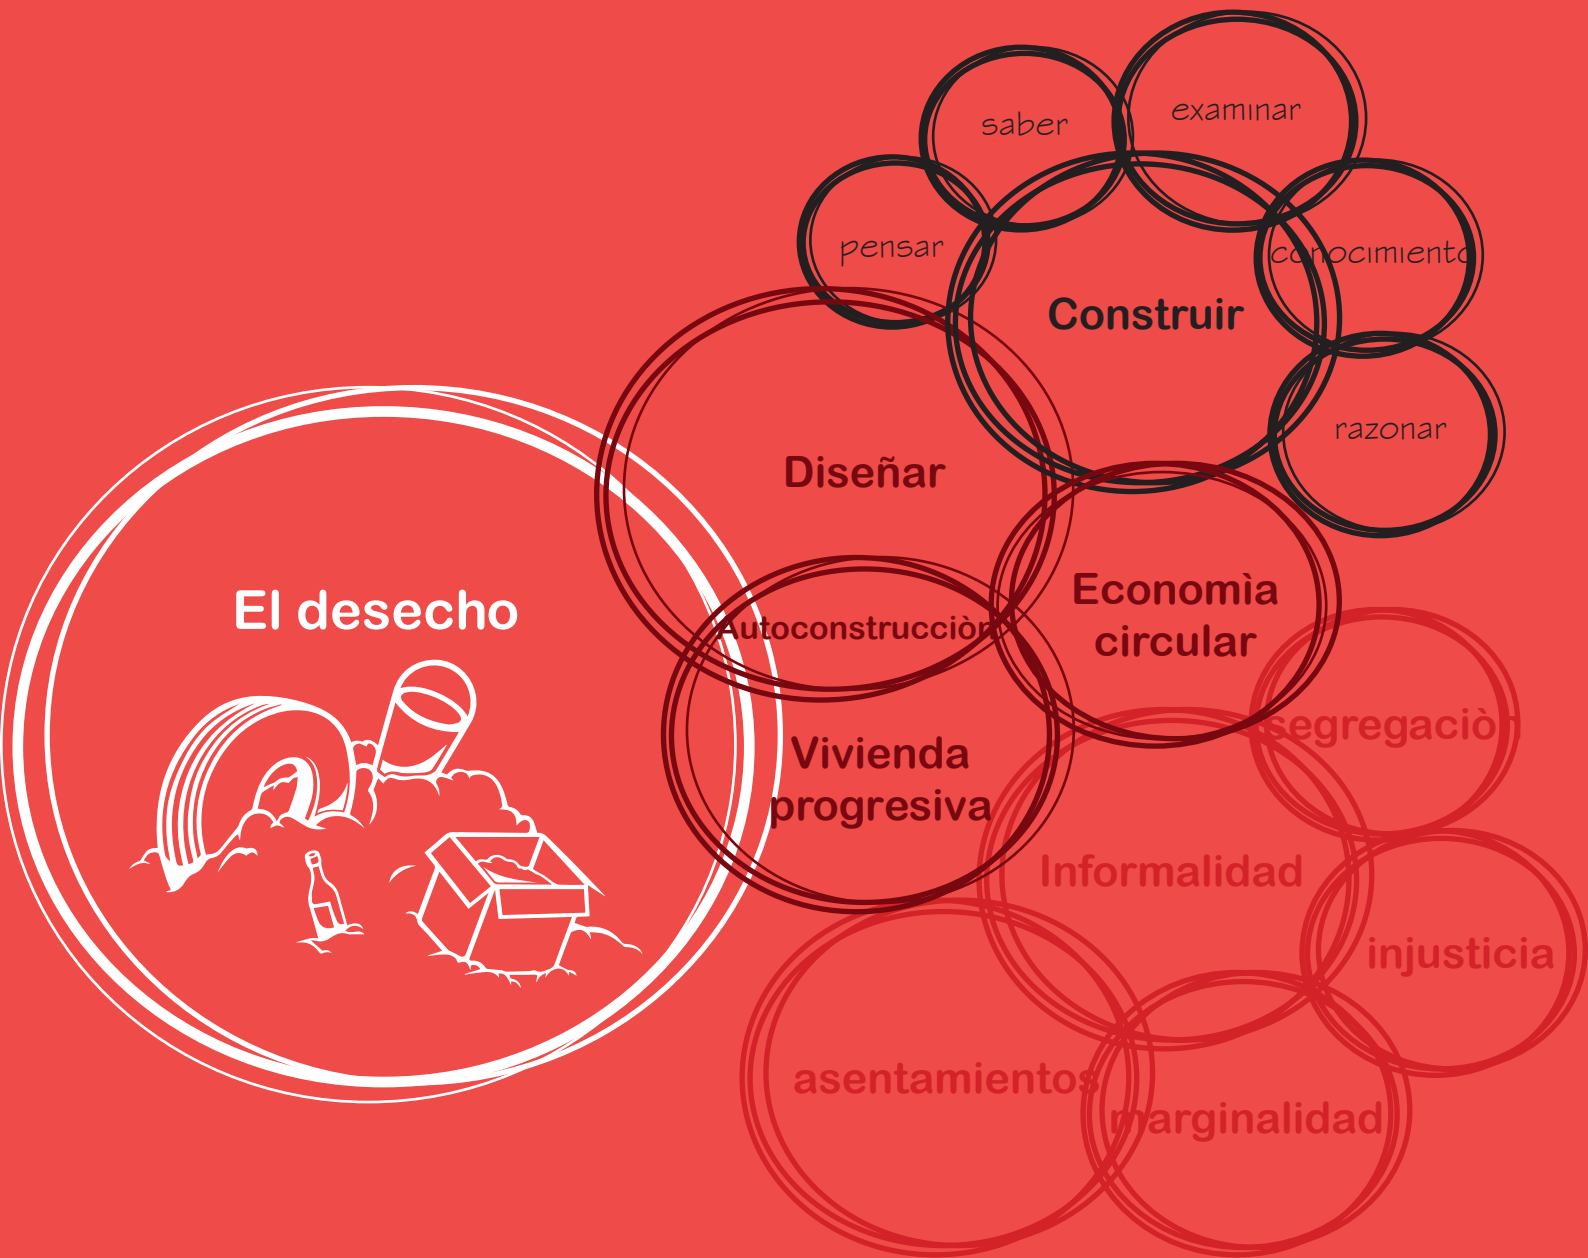 examinar
saber
pensar
conocimiento
Construir
razonar
Diseñar
El desecho
Economìa
circular
Autoconstrucciòn
segregaciòn
Vivienda
progresiva
Informalidad
injusticia
asentamientos
marginalidad